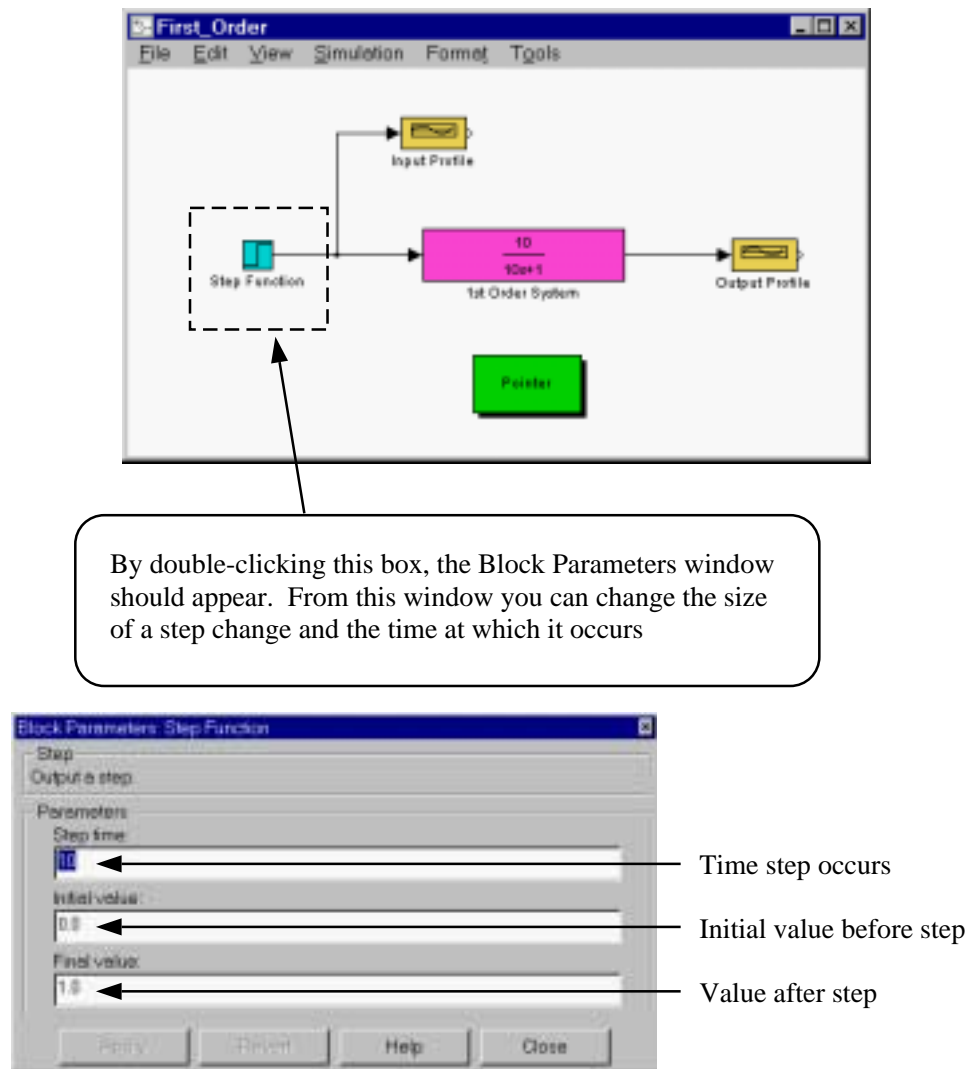 First_Order
File Edit View Simulation Format Tools
Input Profile
10
10s+1
Step Function
1st Order System
Output Profile
Pointer
By double-clicking this box, the Block Parameters window
should appear. From this window you can change the size
of a step change and the time at which it occurs
Block Parameters: Step Function
Step
Output a step.
Parameters
Step time:
10
Time step occurs
Initial value:
0.0
Initial value before step
Final value:
1.0
Value after step
Apply Revert Help Close